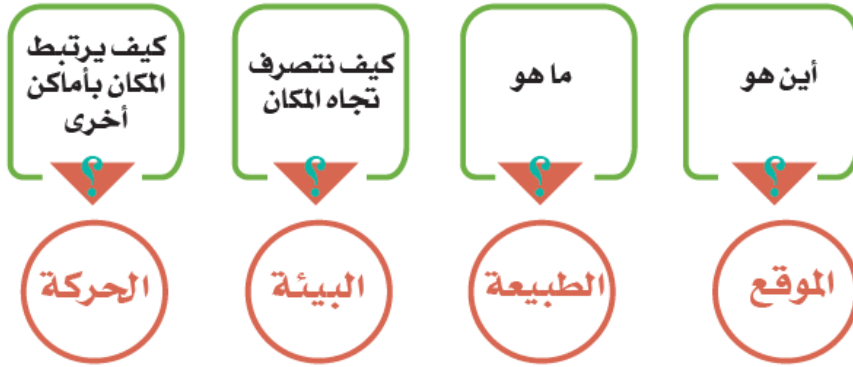 أين هو
؟
الموقع
ما هو
؟
الطبيعة
كيف نتصرف
تجاه المكان
؟
البيئة
كيف يرتبط
المكان بأماكن
أخرى
؟
الحركة